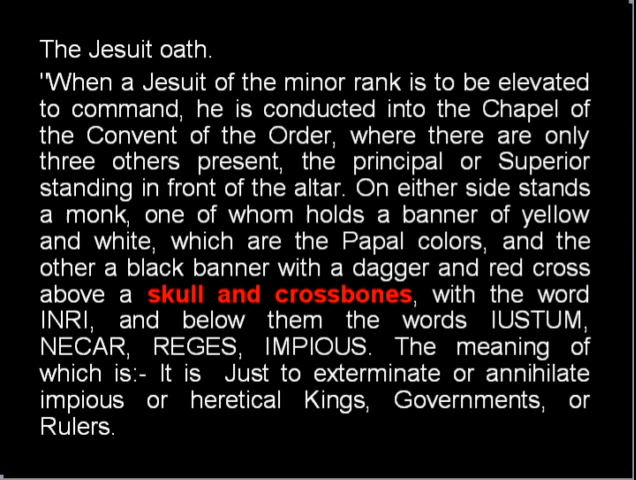 The Jesuit oath.
"When a Jesuit of the minor rank is to be elevated
to command, he is conducted into the Chapel of
the Convent of the Order, where there are only
three others present, the principal or Superior
standing in front of the altar. On either side stands
a monk, one of whom holds a banner of yellow
and white, which are the Papal colors, and the
other a black banner with a dagger and red cross
above a skull and crossbones, with the word
INRI, and below them the words IUSTUM,
NECAR, REGES, IMPIOUS. The meaning of
which is:- It is Just to exterminate or annihilate
impious or heretical Kings, Governments, or
Rulers.